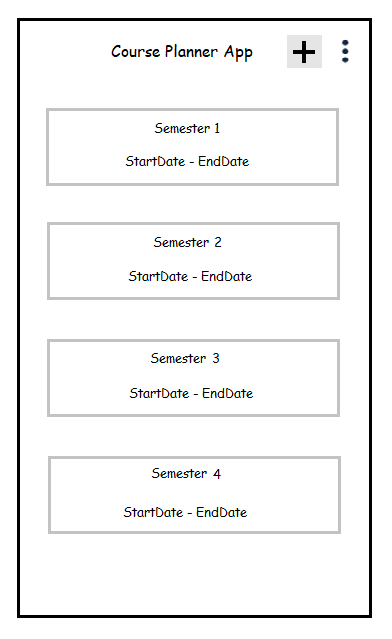 Course Planner App
Semester 1
StartDate - EndDate
Semester 2
StartDate - EndDate
Semester 3
StartDate - EndDate
Semester 4
StartDate - EndDate